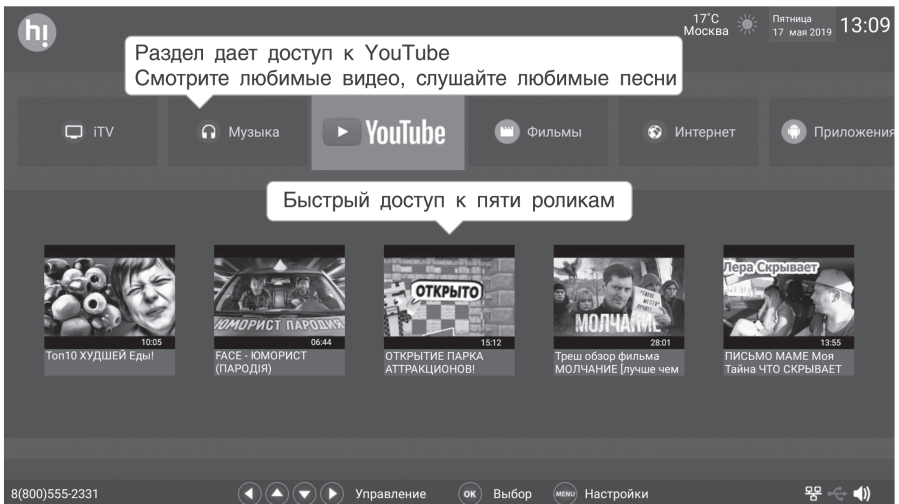 hi
17°C
Москва
Пятница
17 мая 2019
13:09
Раздел дает доступ к YouTube
Смотрите любимые видео, слушайте любимые песни
iTV
Музыка
YouTube
Фильмы
Интернет
Приложения
Быстрый доступ к пяти роликам
ЮМОРИСТ ПАРОДИЯ
ОТКРЫТО
МОЛЧАНИЕ
Лера Скрывает
10:05
06:44
15:12
28:01
13:55
Топ10 ХУДШЕЙ Еды!
FACE - ЮМОРИСТ
(ПАРОДІЯ)
ОТКРЫТИЕ ПАРКА
АТТРАКЦИОНОВ!
Треш обзор фильма
МОЛЧАНИЕ [лучше чем
ПИСЬМО МАМЕ Моя
Тайна ЧТО СКРЫВАЕТ
8(800)555-2331
Управление
OK
Выбор
MENU
Настройки